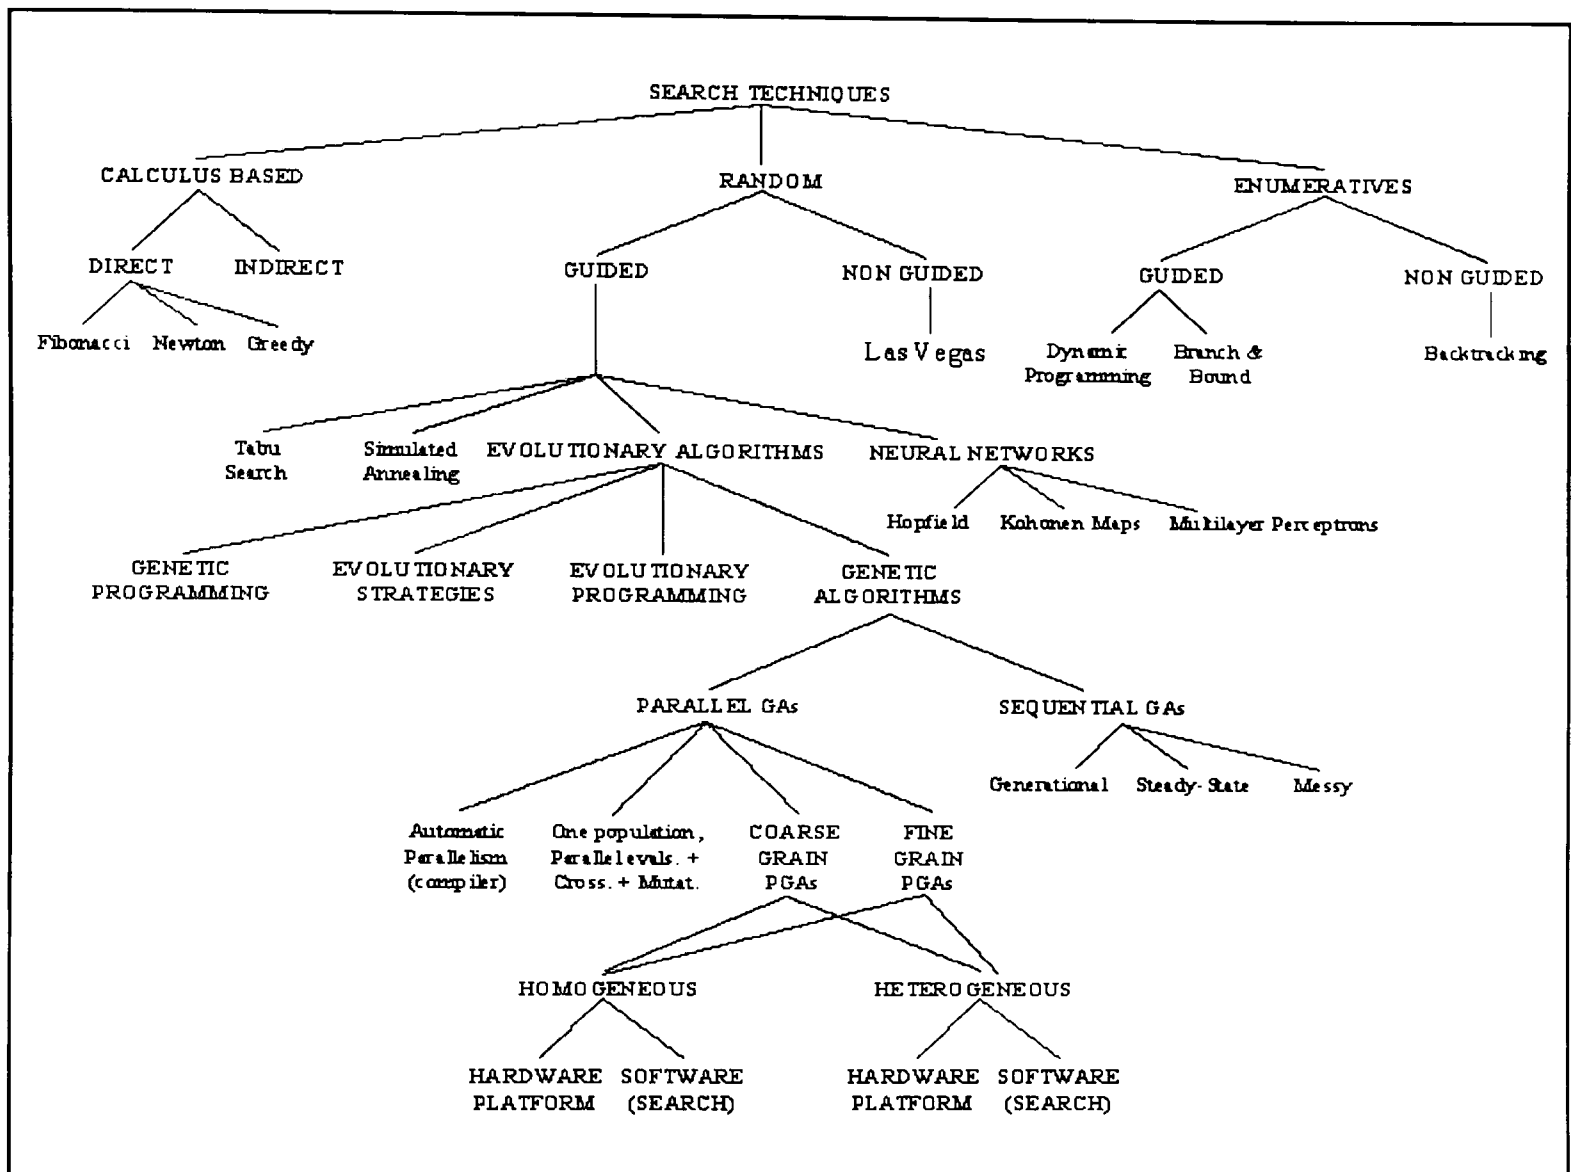 SEARCH TECHNIQUES
CALCULUS BASED
RANDOM
ENUMERATIVES
DIRECT
INDIRECT
GUIDED
NON GUIDED
GUIDED
NON GUIDED
Fibonacci
Newton
Greedy
Las Vegas
Dynamic
Programming
Branch &
Bound
Backtracking
Tabu
Search
Simulated
Annealing
EVOLUTIONARY ALGORITHMS
NEURAL NETWORKS
Hopfield
Kohonen Maps
Multilayer Perceptrons
GENETIC
PROGRAMMING
EVOLUTIONARY
STRATEGIES
EVOLUTIONARY
PROGRAMMING
GENETIC
ALGORITHMS
PARALLEL GAs
SEQUENTIAL GAs
Generational
Steady-State
Messy
Automatic
Parallelism
(compiler)
One population,
Parallel evals. +
Cross. + Mutat.
COARSE
GRAIN
PGAs
FINE
GRAIN
PGAs
HOMOGENEOUS
HETEROGENEOUS
HARDWARE
PLATFORM
SOFTWARE
(SEARCH)
HARDWARE
PLATFORM
SOFTWARE
(SEARCH)